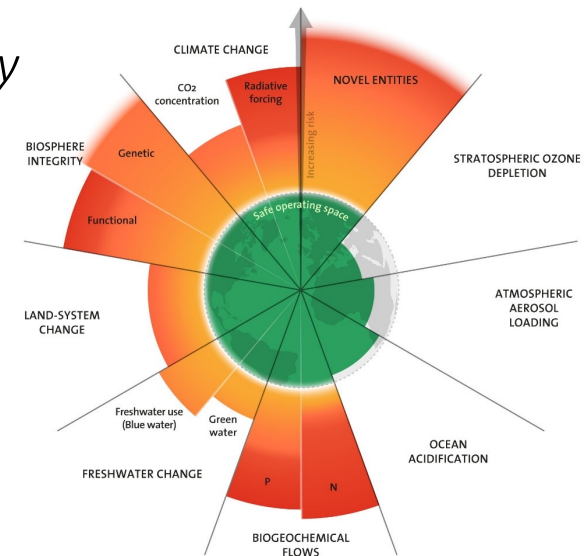 y
CLIMATE CHANGE
CO2
concentration
Radiative
forcing
Increasing risk
NOVEL ENTITIES
STRATOSPHERIC OZONE
DEPLETION
ATMOSPHERIC
AEROSOL
LOADING
OCEAN
ACIDIFICATION
BIOGEOCHEMICAL
FLOWS
P
N
FRESHWATER CHANGE
Freshwater use
(Blue water)
Green
water
LAND-SYSTEM
CHANGE
BIOSPHERE
INTEGRITY
Genetic
Functional
Safe operating space